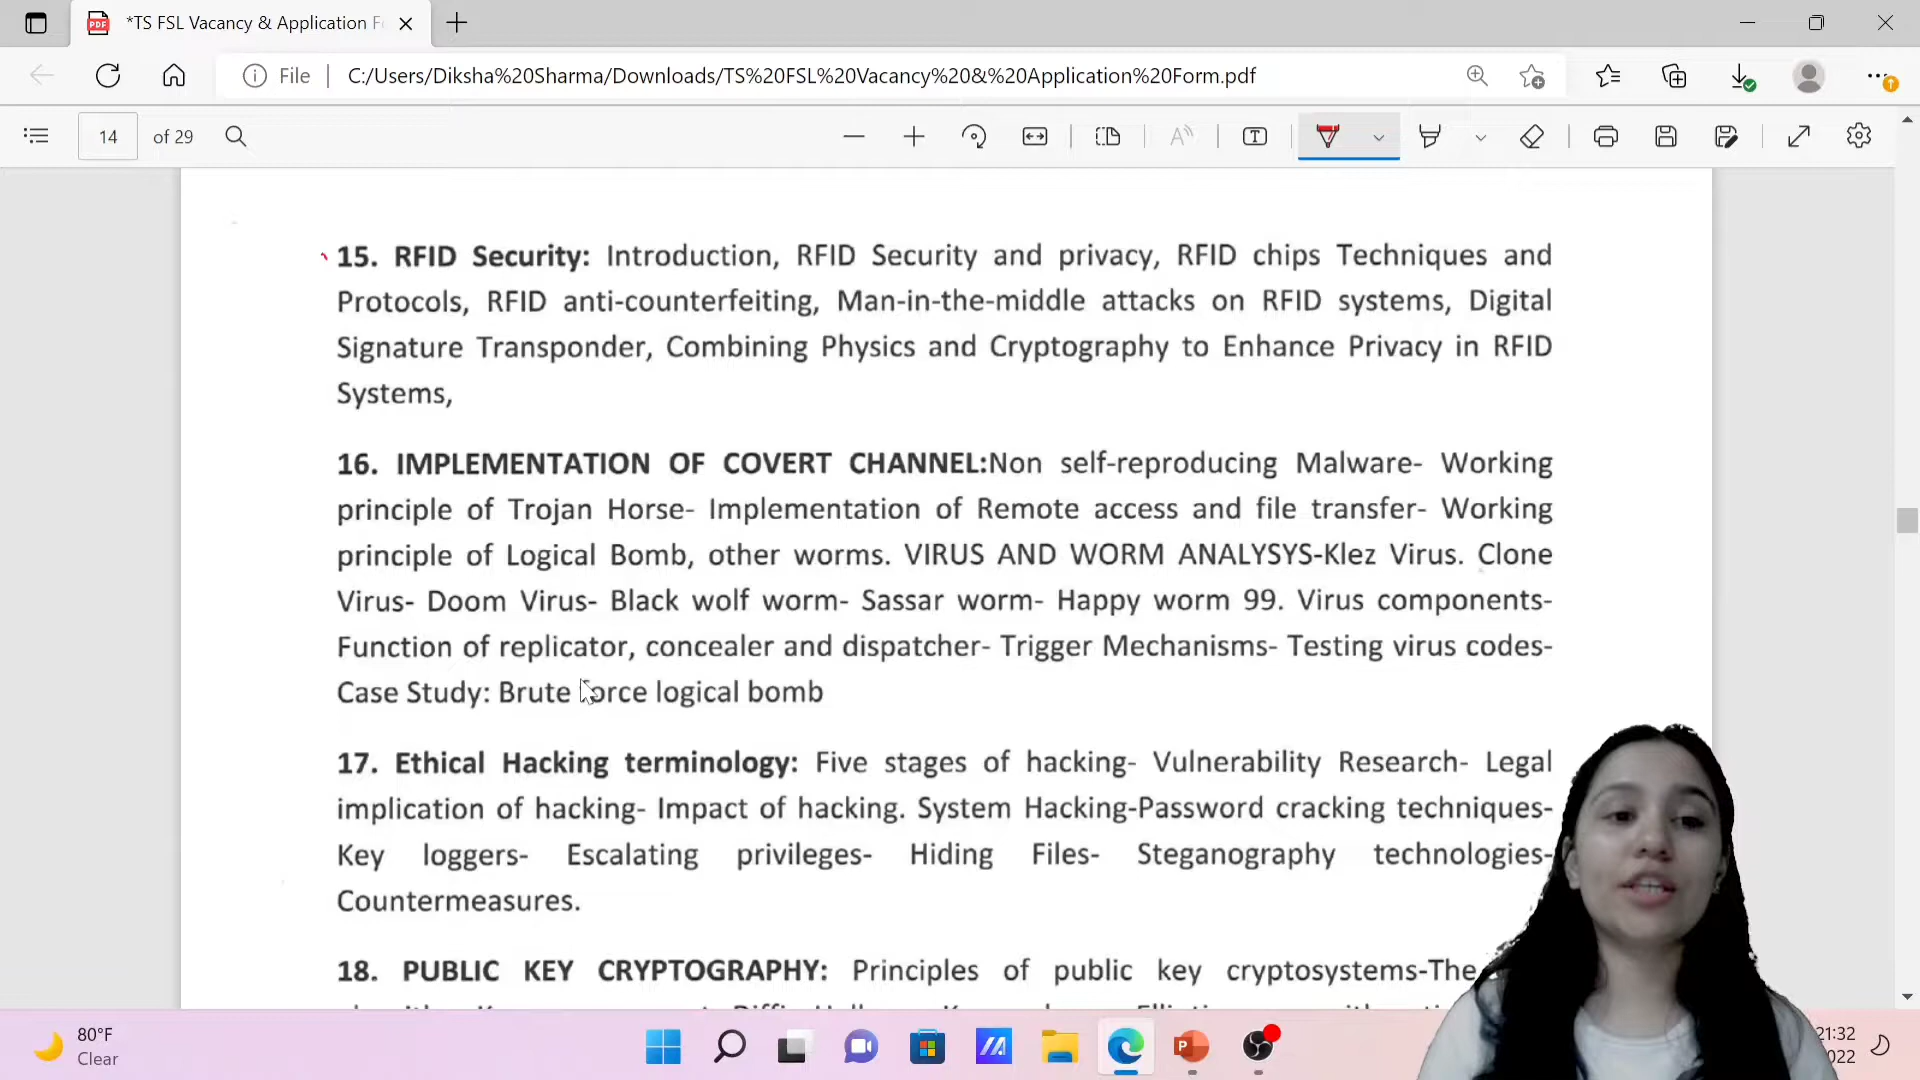 *TS FSL Vacancy & Application F
File
C:/Users/Diksha%20Sharma/Downloads/TS%20FSL%20Vacancy%20&%20Application%20Form.pdf
14 of 29
15. RFID Security: Introduction, RFID Security and privacy, RFID chips Techniques and
Protocols, RFID anti-counterfeiting, Man-in-the-middle attacks on RFID systems, Digital
Signature Transponder, Combining Physics and Cryptography to Enhance Privacy in RFID
Systems,
16. IMPLEMENTATION OF COVERT CHANNEL:Non self-reproducing Malware- Working
principle of Trojan Horse- Implementation of Remote access and file transfer- Working
principle of Logical Bomb, other worms. VIRUS AND WORM ANALYSYS-Klez Virus. Clone
Virus- Doom Virus- Black wolf worm- Sassar worm- Happy worm 99. Virus components-
Function of replicator, concealer and dispatcher- Trigger Mechanisms- Testing virus codes-
Case Study: Brute force logical bomb
17. Ethical Hacking terminology: Five stages of hacking- Vulnerability Research- Legal
implication of hacking- Impact of hacking. System Hacking-Password cracking techniques-
Key loggers- Escalating privileges- Hiding Files- Steganography technologies-
Countermeasures.
18. PUBLIC KEY CRYPTOGRAPHY: Principles of public key cryptosystems-The
80°F
Clear
21:32
022